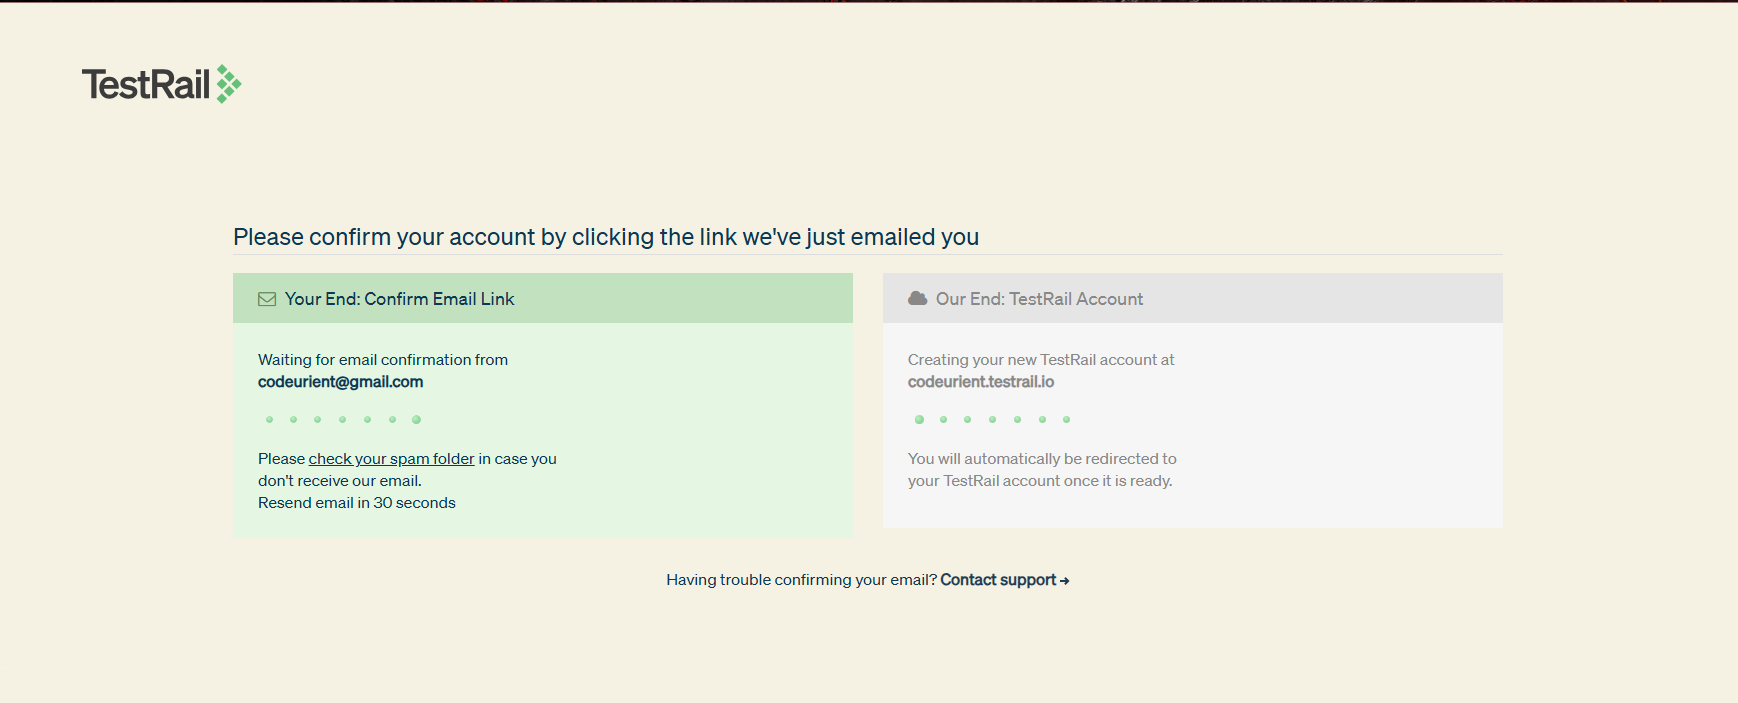 TestRail
Please confirm your account by clicking the link we've just emailed you
Your End: Confirm Email Link
Waiting for email confirmation from
codeurient@gmail.com
Please check your spam folder in case you
don't receive our email.
Resend email in 30 seconds
Our End: TestRail Account
Creating your new TestRail account at
codeurient.testrail.io
You will automatically be redirected to
your TestRail account once it is ready.
Having trouble confirming your email? Contact support →